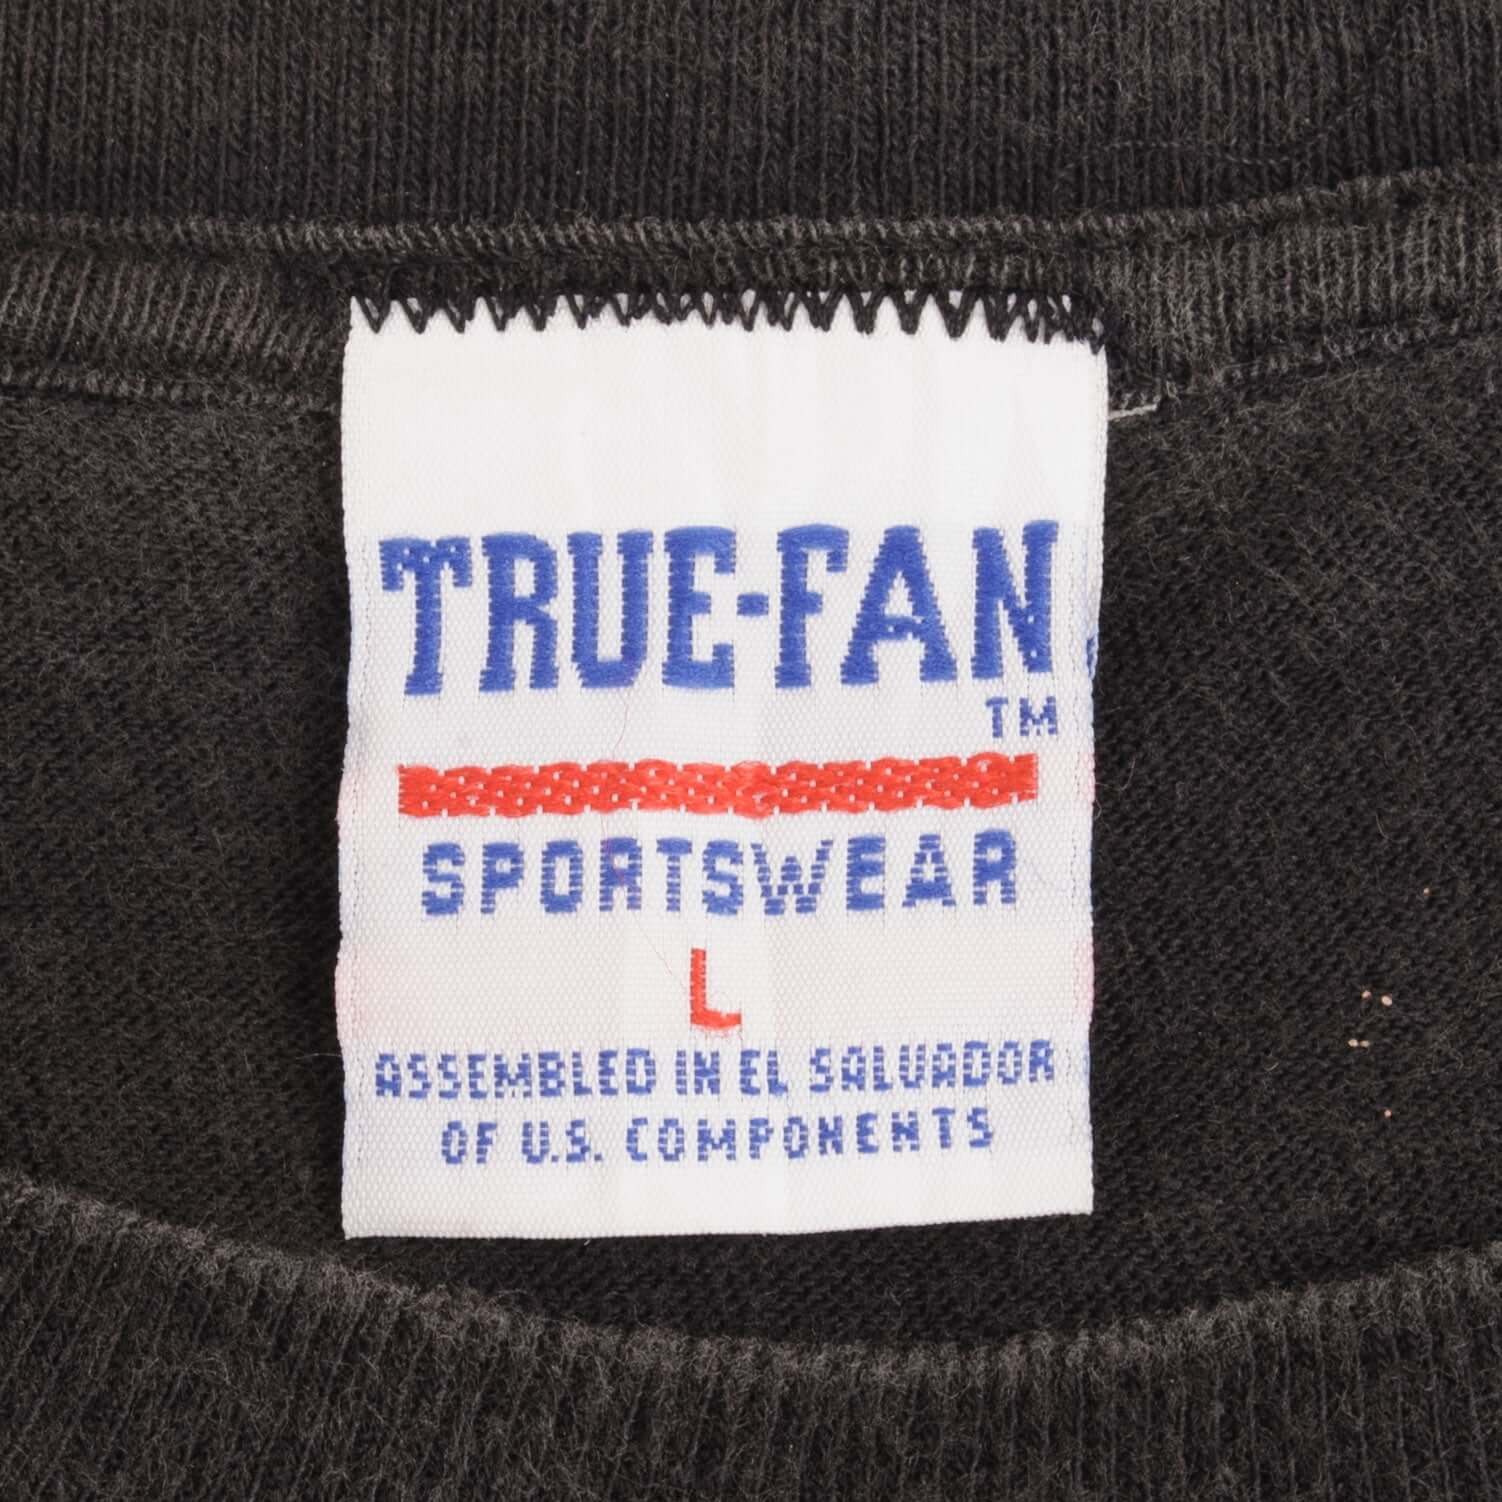 TRUE-FAN
TM
SPORTSWEAR
L
ASSEMBLED IN EL SALVADOR
OF U.S. COMPONENTS